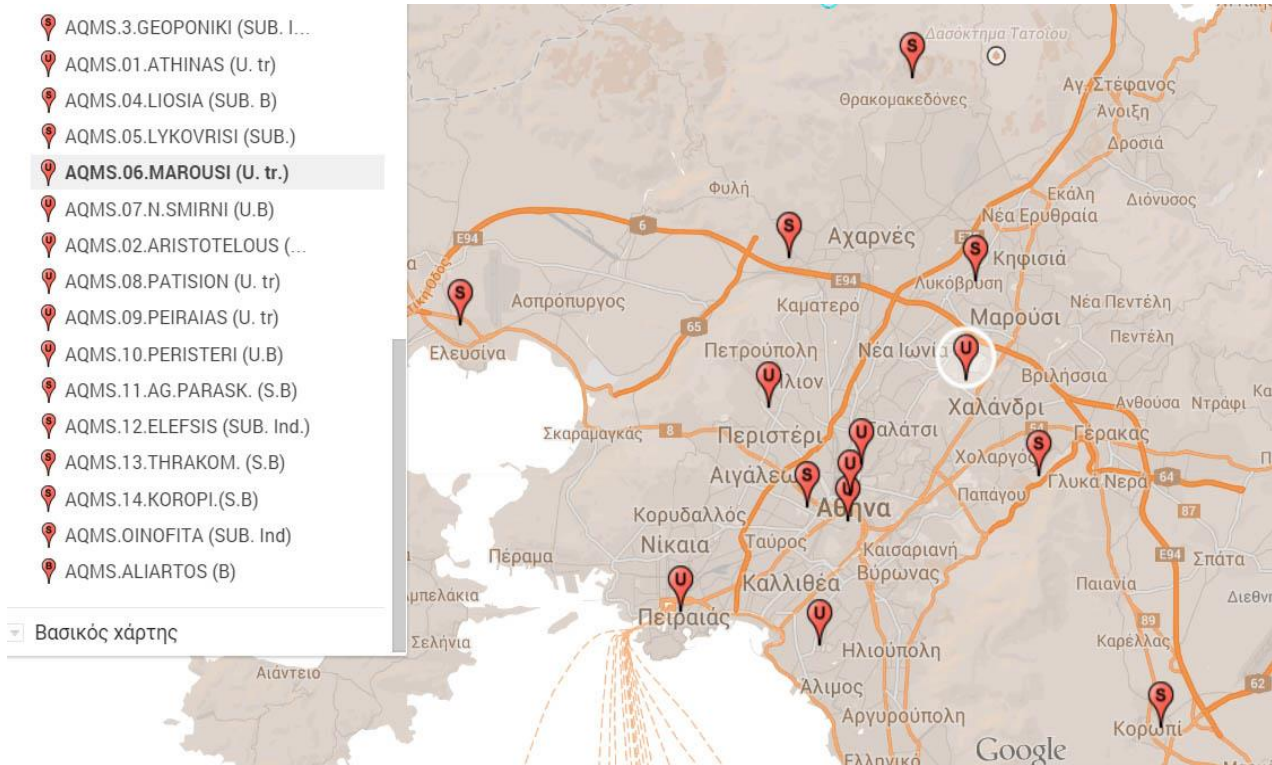 AQMS.3.GEOPONIKI (SUB. I...
AQMS.01.ATHINAS (U. tr)
AQMS.04.LIOSIA (SUB. B)
AQMS.05.LYKOVRISI (SUB.)
AQMS.06.MAROUSI (U. tr.)
AQMS.07.N.SMIRNI (U.B)
AQMS.02.ARISTOTELOUS (...
AQMS.08.PATISION (U. tr)
AQMS.09.PEIRAIAS (U. tr)
AQMS.10.PERISTERI (U.B)
AQMS.11.AG.PARASK. (S.B)
AQMS.12.ELEFSIS (SUB. Ind.)
AQMS.13.THRAKOM. (S.B)
AQMS.14.KOROPI.(S.B)
AQMS.OINOFITA (SUB. Ind)
AQMS.ALIARTOS (B)
Βασικός χάρτης
Δασόκτημα Τατοΐου
Θρακομακεδόνες
Αγ. Στέφανος
Άνοιξη
Δροσιά
Φυλή
Εκάλη
Διόνυσος
Νέα Ερυθραία
E94
6
Αχαρνές
Κηφισιά
Λυκόβρυση
E94
Ασπρόπυργος
Καματερό
Νέα Πεντέλη
Μαρούσι
65
Πεντέλη
Ελευσίνα
Πετρούπολη
Νέα Ιωνία
Ίλιον
Βριλήσσια
Χαλάνδρι
Ανθούσα
Ντράφι
Σκαραμαγκάς
8
Περιστέρι
Γαλάτσι
54
Γέρακας
Χολαργός
Αιγάλεω
Γλυκά Νερά
64
Παπάγου
Κορυδαλλός
Αθήνα
87
Νίκαια
Ταύρος
Καισαριανή
E94
Σπάτα
Πέραμα
Καλλιθέα
Βύρωνας
Παιανία
Πειραιάς
89
Σελήνια
Ηλιούπολη
Καρέλλας
Αιάντειο
Άλιμος
62
Αργυρούπολη
Κορωπί
Ελληνικό
Google